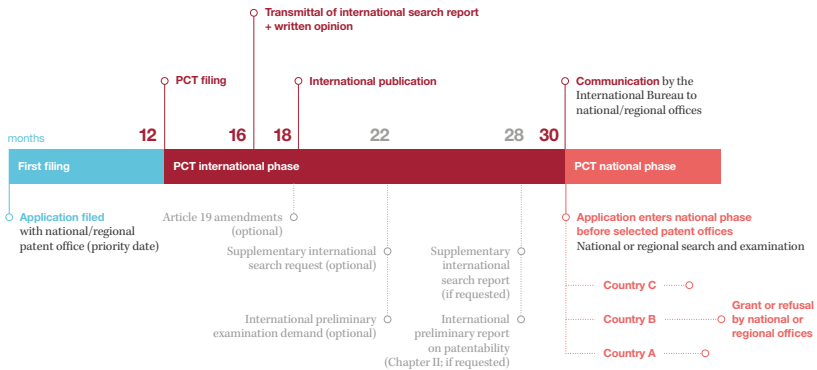 Transmittal of international search report
+ written opinion
PCT filing
International publication
Communication by the
International Bureau to
national/regional offices
months
12
16
18
22
28
30
First filing
PCT international phase
PCT national phase
Application filed
with national/regional
patent office (priority date)
Article 19 amendments
(optional)
Supplementary international
search request (optional)
International preliminary
examination demand (optional)
Supplementary
international
search report
(if requested)
International
preliminary report
on patentability
(Chapter II; if requested)
Application enters national phase
before selected patent offices
National or regional search and examination
Country C
Country B
Country A
Grant or refusal
by national or
regional offices